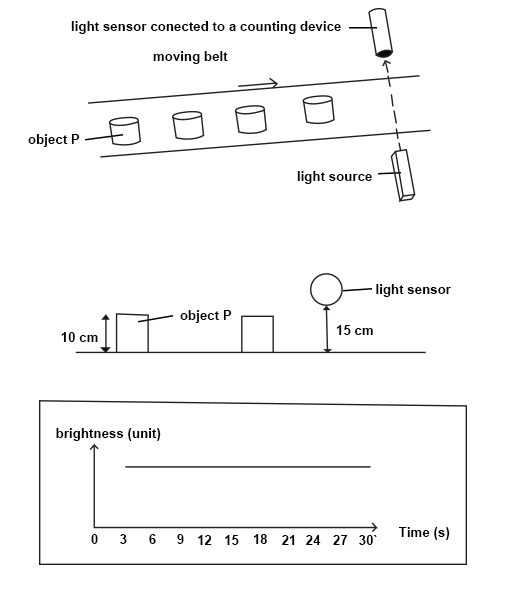 light sensor conected to a counting device
moving belt
object P
light source
light sensor
object P
10 cm
15 cm
brightness (unit)
0 3 6 9 12 15 18 21 24 27 30`
Time (s)